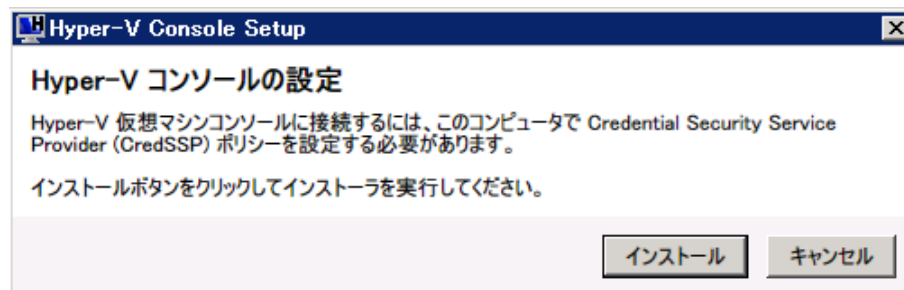 Hyper-V Console Setup
Hyper-V コンソールの設定
Hyper-V 仮想マシンコンソールに接続するには、このコンピュータで Credential Security Service
Provider (CredSSP) ポリシーを設定する必要があります。
インストールボタンをクリックしてインストーラを実行してください。
インストール キャンセル